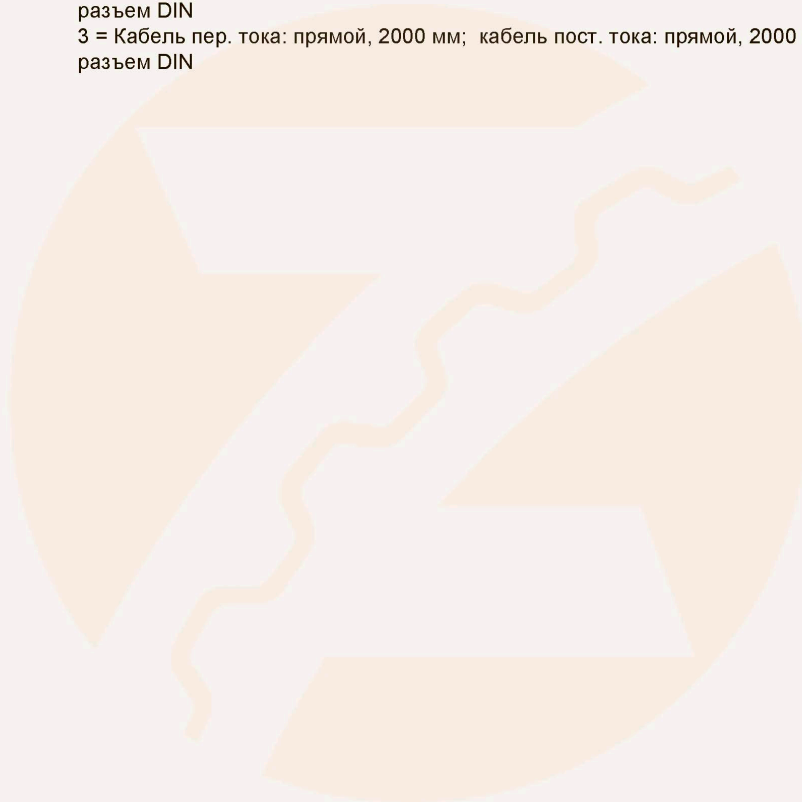 разъем DIN
3 = Кабель пер. тока: прямой, 2000 мм; кабель пост. тока: прямой, 2000
разъем DIN